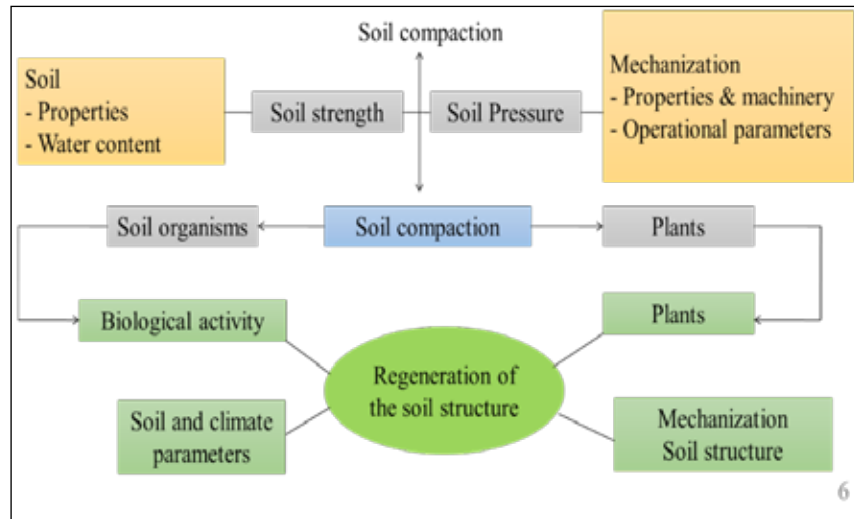 Soil compaction
Soil
- Properties
- Water content
Soil strength
Soil Pressure
Mechanization
- Properties & machinery
- Operational parameters
Soil organisms
Soil compaction
Plants
Biological activity
Plants
Regeneration of
the soil structure
Soil and climate
parameters
Mechanization
Soil structure
6